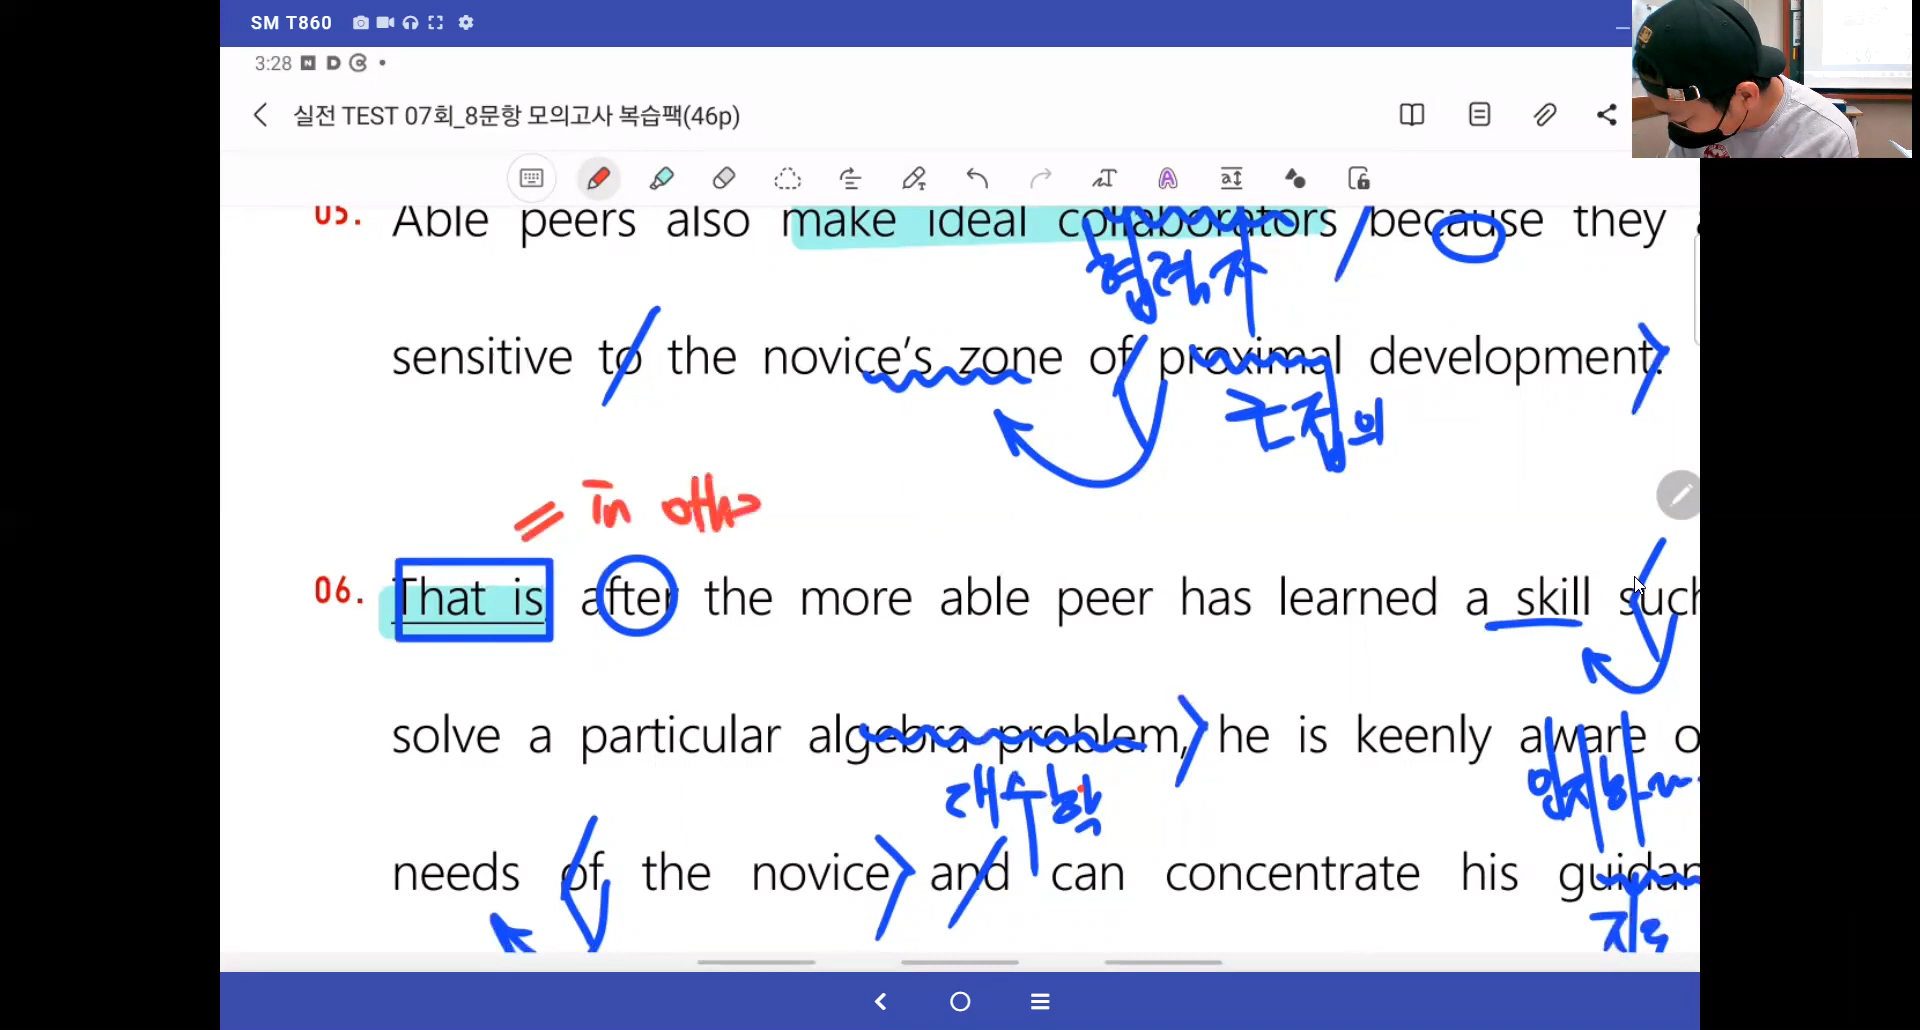 SM T860
3:28
실전 TEST 07회_8문항 모의고사 복습팩(46p)
05. Able peers also make ideal collaborators because they
협력자
sensitive to the novice's zone of proximal development.
근접의
= In othe
06. That is, after the more able peer has learned a skill such
solve a particular algebra problem, he is keenly aware o
대수학
인지하
needs of the novice and can concentrate his guidan
지도